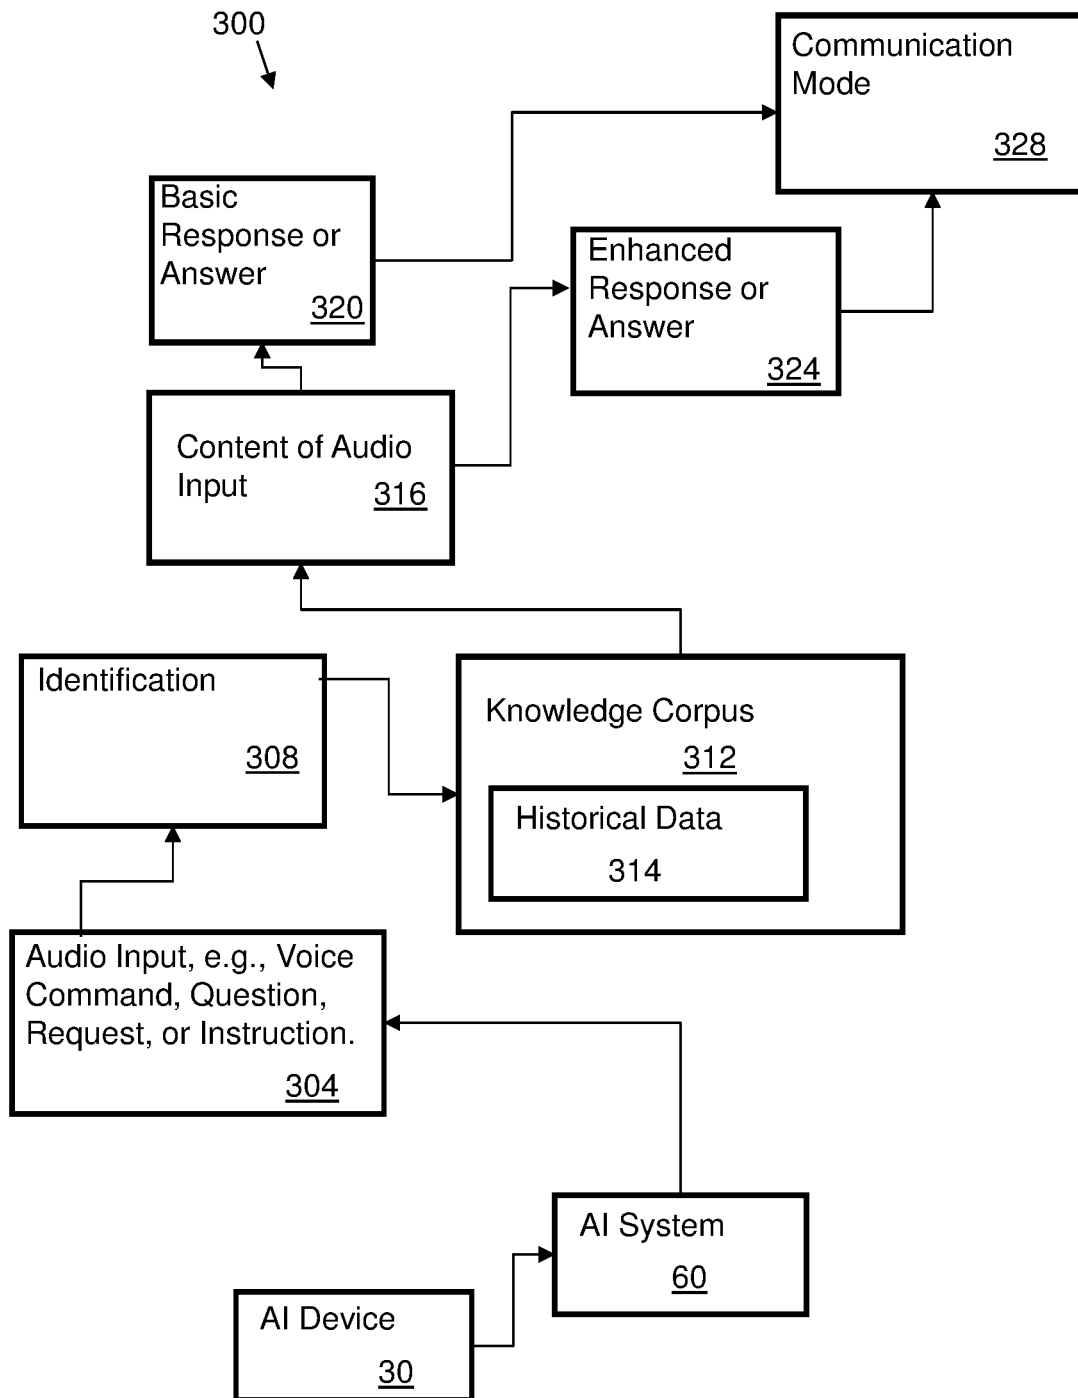 300
Communication
Mode
328
Basic
Response or
Answer
320
Enhanced
Response or
Answer
324
Content of Audio
Input
316
Identification
308
Knowledge Corpus
312
Historical Data
314
Audio Input, e.g., Voice
Command, Question,
Request, or Instruction.
304
AI System
60
AI Device
30